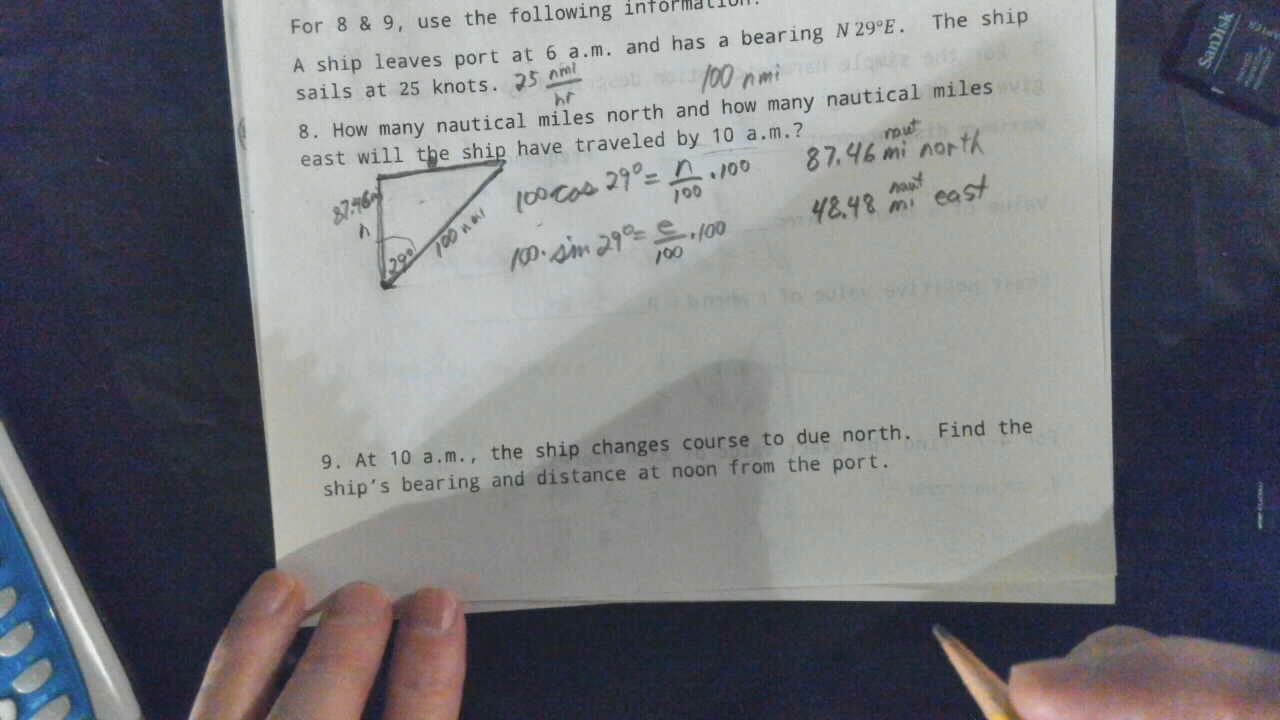 For 8 & 9, use the following information.
A ship leaves port at 6 a.m. and has a bearing N 29°E. The ship
sails at 25 knots. 25 nmi/hr 100 nmi
8. How many nautical miles north and how many nautical miles
east will the ship have traveled by 10 a.m.?
87.46
n
29°
100 nmi
100 cos 29° = n/100 · 100
100 · sin 29° = e/100 · 100
87.46 naut mi north
48.48 naut mi east
9. At 10 a.m., the ship changes course to due north. Find the
ship's bearing and distance at noon from the port.
SanDisk